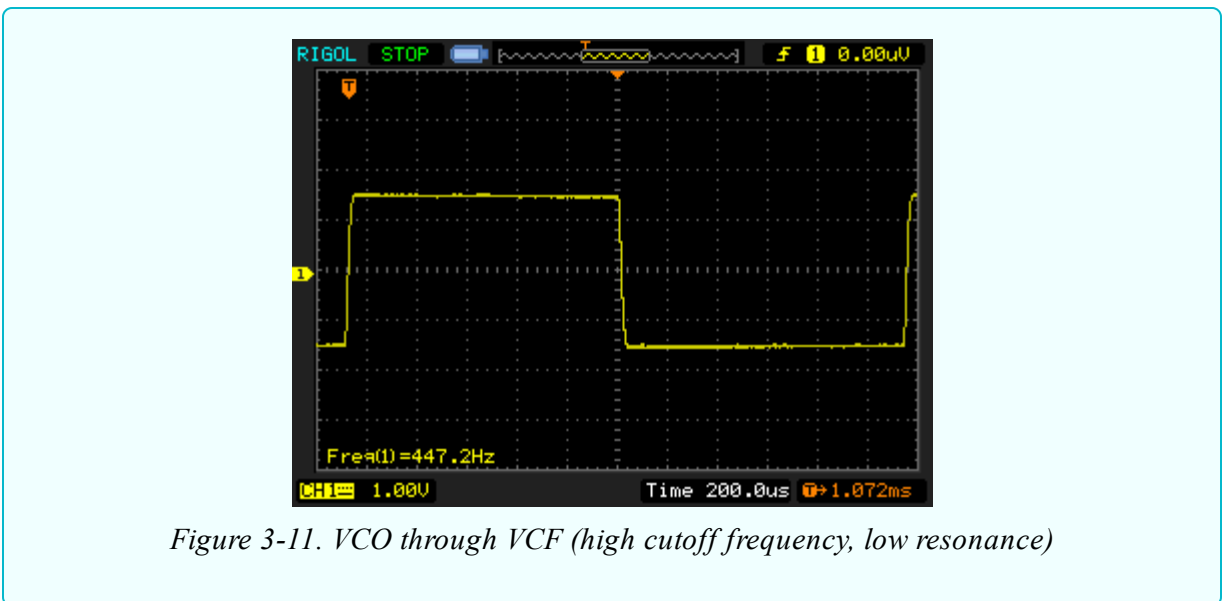 RIGOL STOP T 1 0.00uV
T
1
Freq(1)=447.2Hz
CH1 1.00V Time 200.0us T→1.072ms
Figure 3-11. VCO through VCF (high cutoff frequency, low resonance)